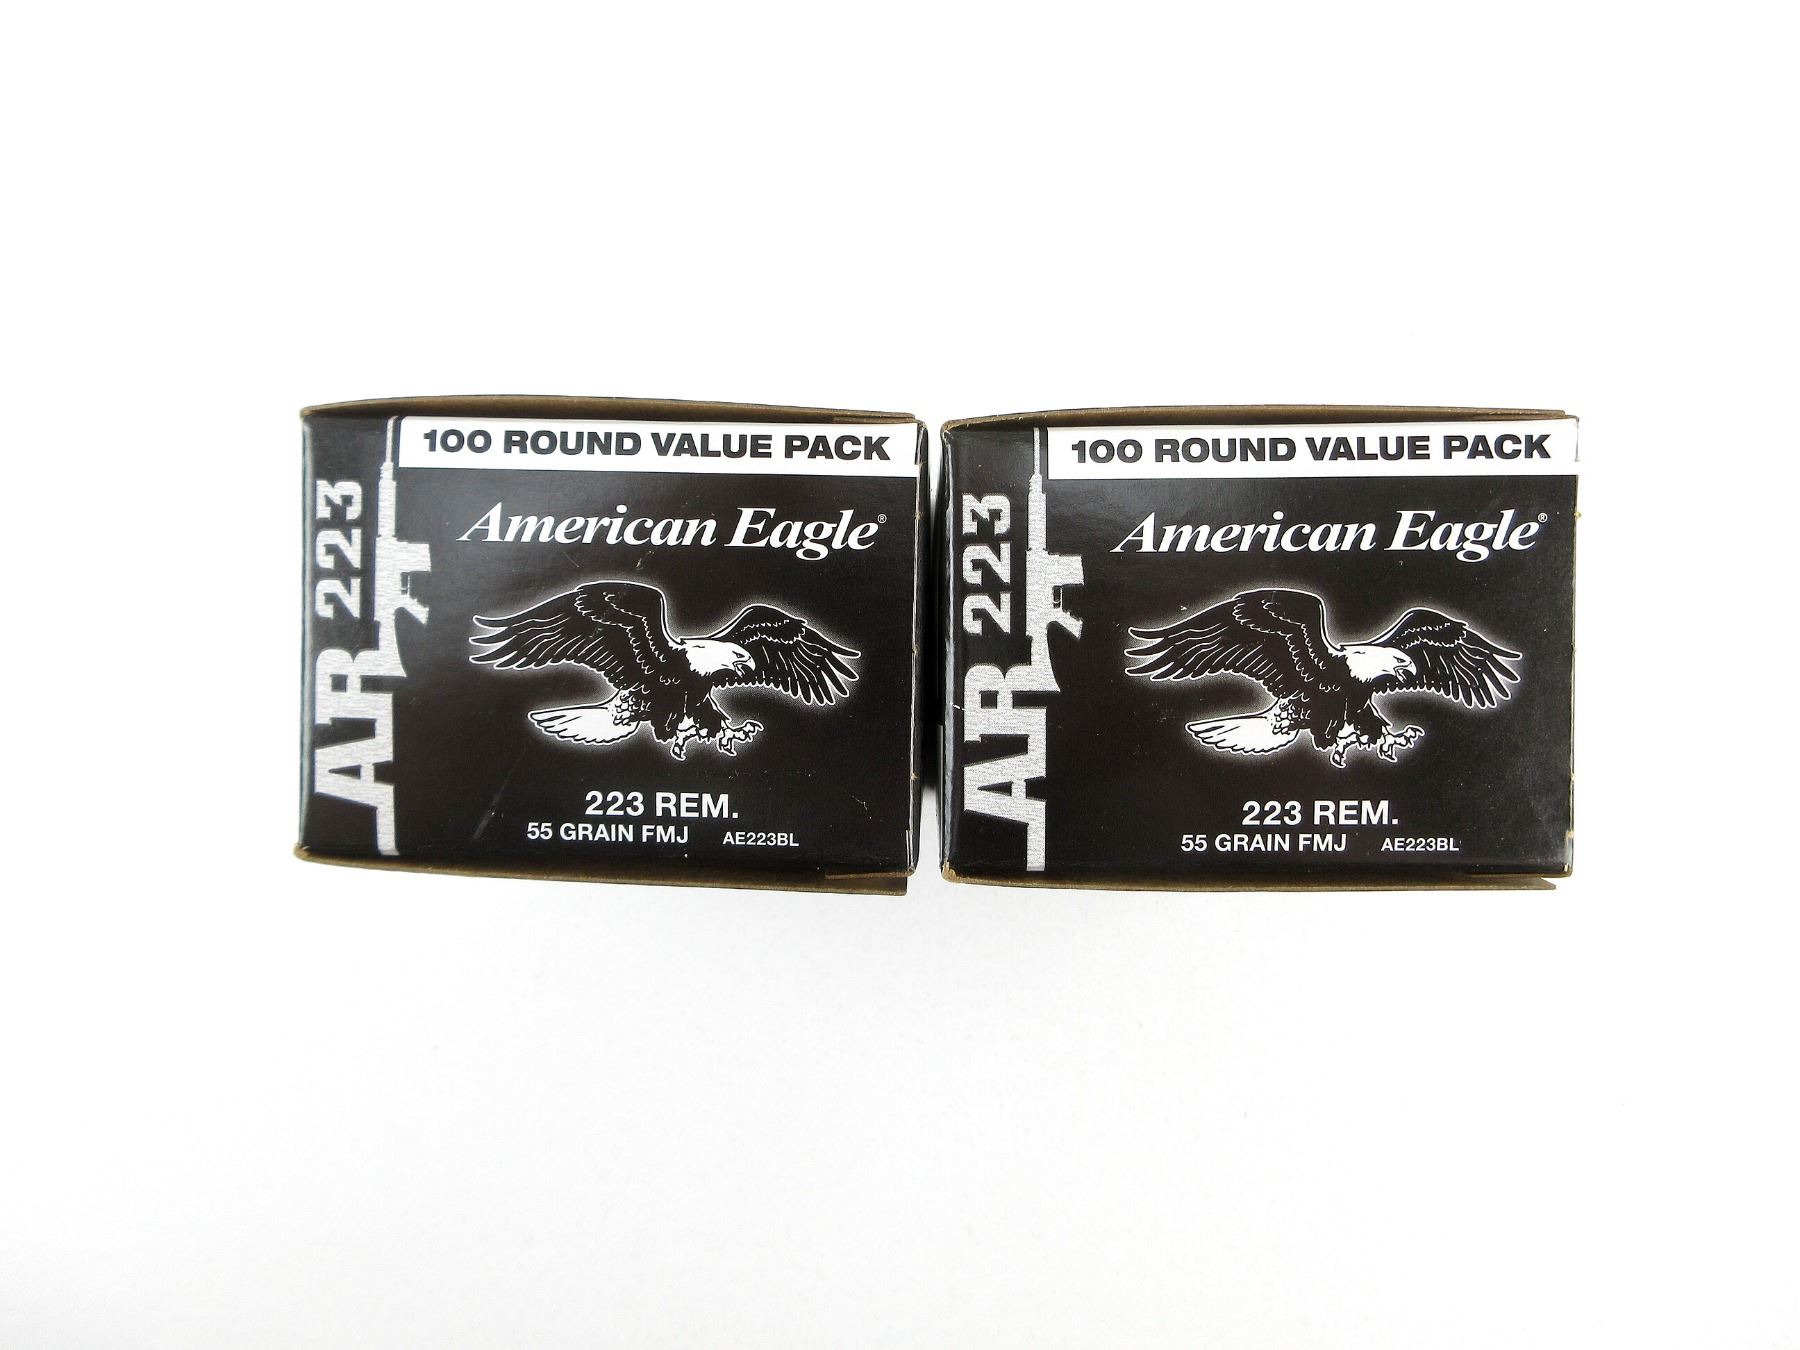 100 ROUND VALUE PACK
American Eagle®
AR 223
223 REM.
55 GRAIN FMJ AE223BL
100 ROUND VALUE PACK
American Eagle®
AR 223
223 REM.
55 GRAIN FMJ AE223BL